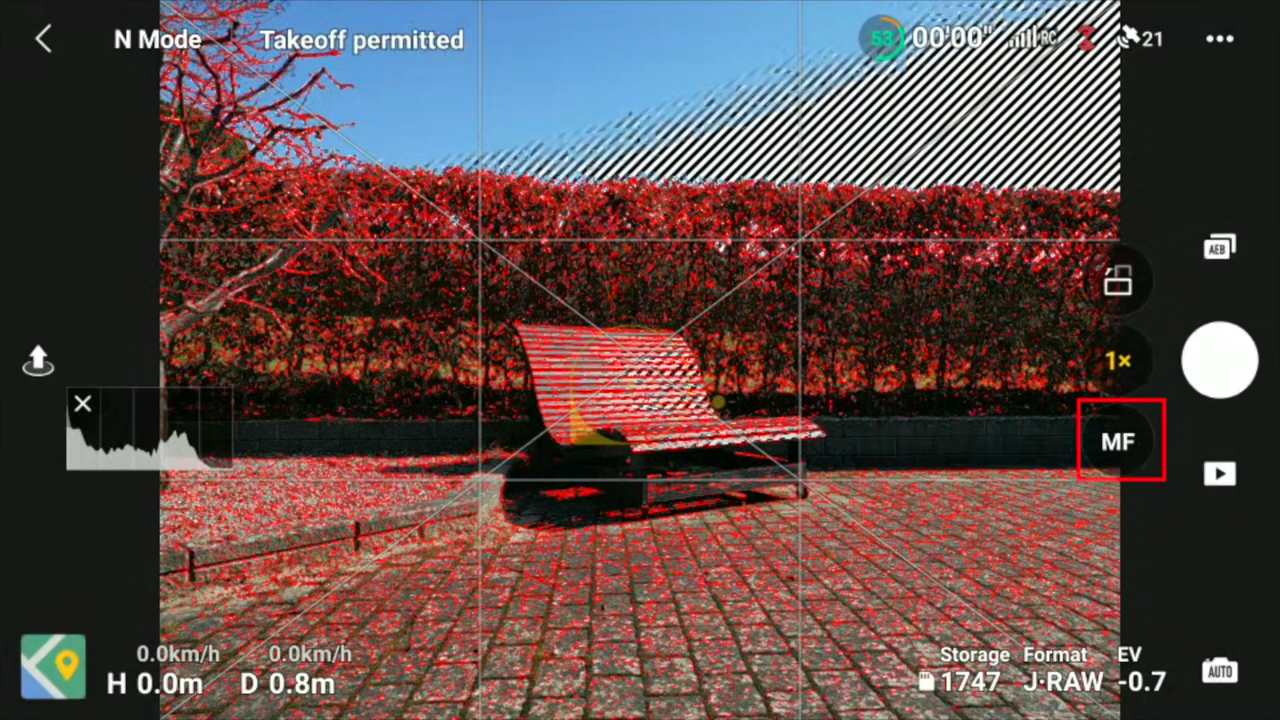 N Mode Takeoff permitted 53 00'00" RC 21
AEB
1×
MF
0.0km/h 0.0km/h
H 0.0m D 0.8m
Storage Format EV
1747 J·RAW -0.7
AUTO